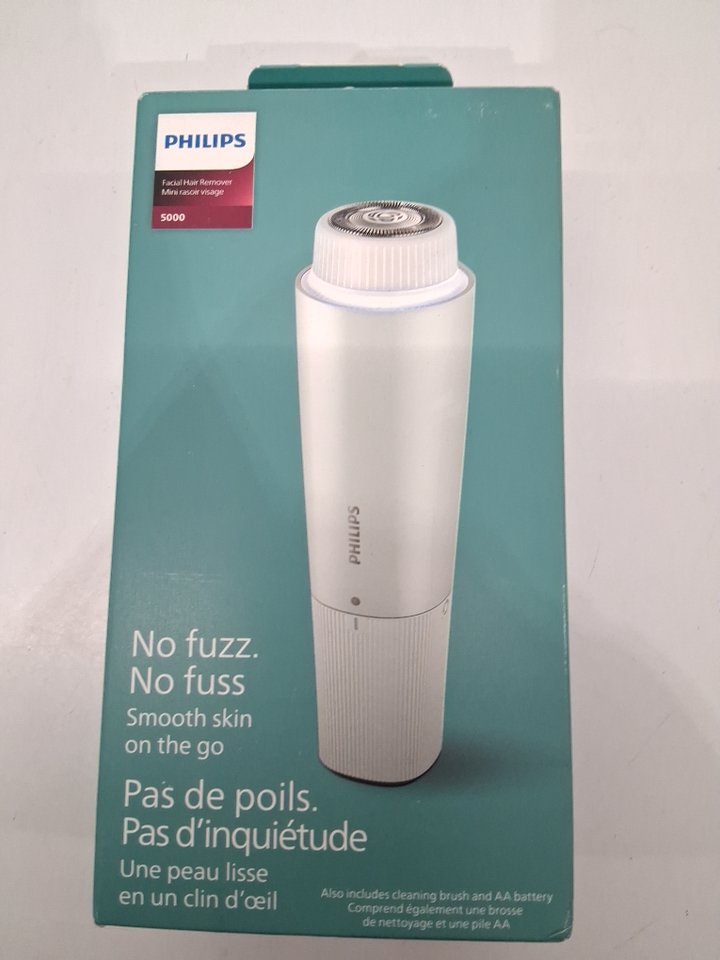 PHILIPS
Facial Hair Remover
Mini rasoir visage
5000
PHILIPS
No fuzz.
No fuss
Smooth skin
on the go
Pas de poils.
Pas d'inquiétude
Une peau lisse
en un clin d'œil
Also includes cleaning brush and AA battery
Comprend également une brosse
de nettoyage et une pile AA